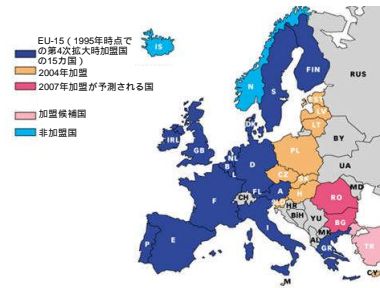 EU-15（1995年時点で
の第4次拡大時加盟国
の15カ国）
2004年加盟
2007年加盟が予測される国
加盟候補国
非加盟国
IS
N
S
FIN
RUS
EST
LT
DK
IRL
GB
NL
B
L
D
PL
BY
UA
CZ
SK
F
CH
FL
A
H
MD
RO
HR
BiH
YU
BG
I
MK
AL
GR
TR
P
E
M
CY